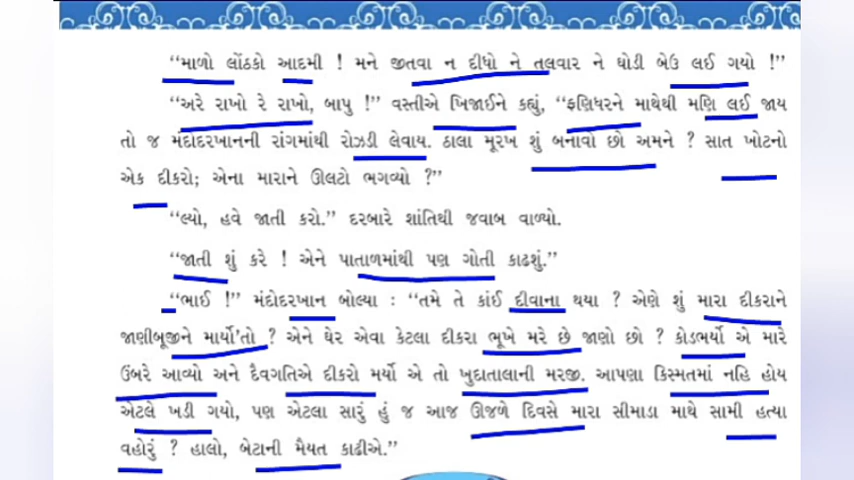 “માળો લોંઠકો આદમી ! મને જીતવા ન દીધો ને તલવાર ને ઘોડી બેઉ લઈ ગયો !”
“અરે રાખો રે રાખો, બાપુ !” વસ્તીએ ખિજાઈને કહ્યું, “ફણિધરને માથેથી મણિ લઈ જાય
તો જ મંદોદરખાનની રાંગમાંથી રોઝડી લેવાય. ઠાલા મૂરખ શું બનાવો છો અમને ? સાત ખોટનો
એક દીકરો; એના મારાને ઊલટો ભગવ્યો ?”
“લ્યો, હવે જાતી કરો.” દરબારે શાંતિથી જવાબ વાળ્યો.
“જાતી શું કરે ! એને પાતાળમાંથી પણ ગોતી કાઢશું.”
“ભાઈ !” મંદોદરખાન બોલ્યા : “તમે તે કાંઈ દીવાના થયા ? એણે શું મારા દીકરાને
જાણીબૂજીને માર્યો’તો ? એને ઘેર એવા કેટલા દીકરા ભૂખે મરે છે જાણો છો ? કોડભર્યો એ મારે
ઉંબરે આવ્યો અને દૈવગતિએ દીકરો મર્યો એ તો ખુદાતાલાની મરજી. આપણા કિસ્મતમાં નહિ હોય
એટલે ખડી ગયો, પણ એટલા સારું હું જ આજ ઊજળે દિવસે મારા સીમાડા માથે સામી હત્યા
વહોરું ? હાલો, બેટાની મૈયત કાઢીએ.”